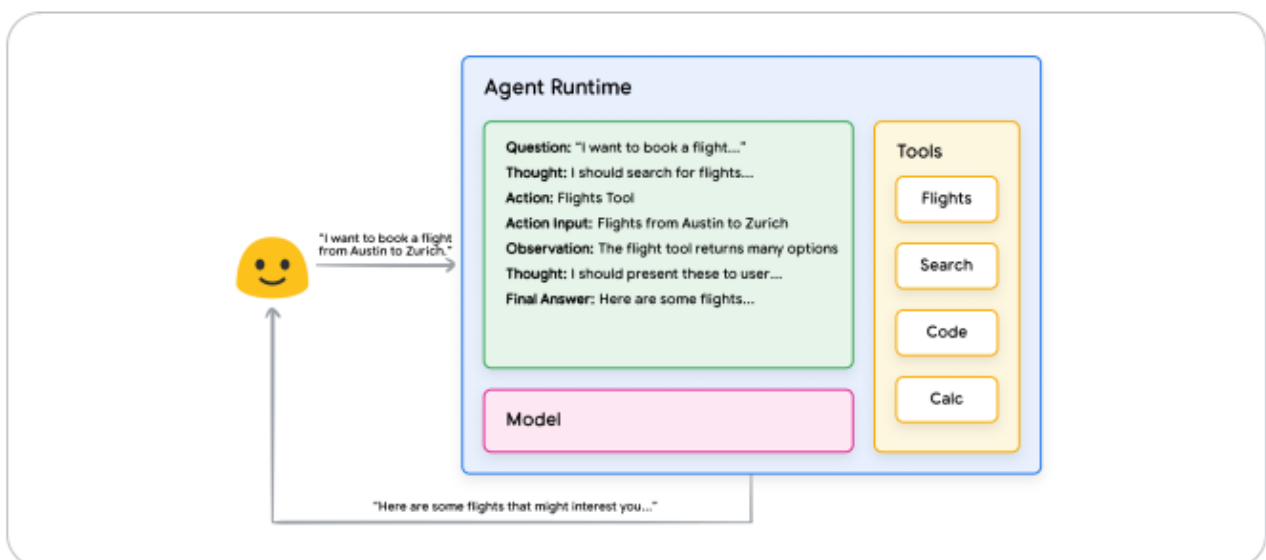 Agent Runtime
Question: "I want to book a flight..."
Thought: I should search for flights...
Action: Flights Tool
Action Input: Flights from Austin to Zurich
Observation: The flight tool returns many options
Thought: I should present these to user...
Final Answer: Here are some flights...
Tools
Flights
Search
Code
Calc
Model
"I want to book a flight
from Austin to Zurich."
"Here are some flights that might interest you..."